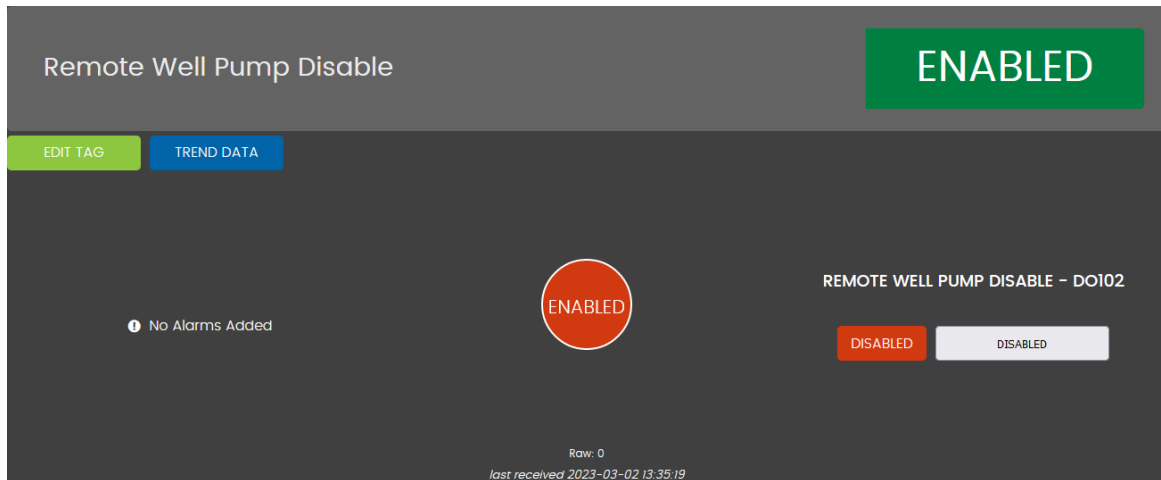 Remote Well Pump Disable
ENABLED
EDIT TAG
TREND DATA
No Alarms Added
ENABLED
REMOTE WELL PUMP DISABLE - DO102
DISABLED
DISABLED
Raw: 0
last received 2023-03-02 13:35:19